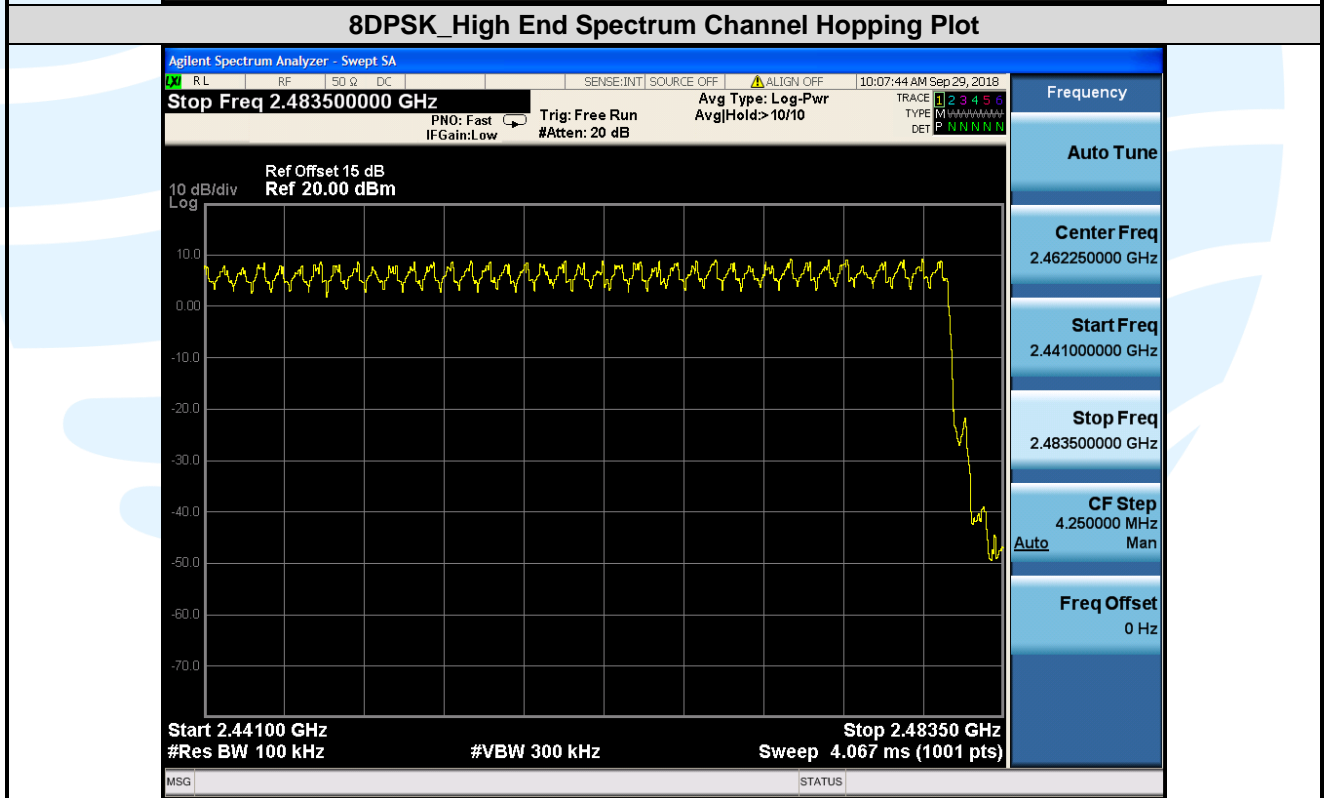 8DPSK_High End Spectrum Channel Hopping Plot
Agilent Spectrum Analyzer - Swept SA
LXI RL RF 50 Ω DC SENSE:INT SOURCE OFF ALIGN OFF 10:07:44 AM Sep 29, 2018
Stop Freq 2.483500000 GHz
PNO: Fast
IFGain:Low
Trig: Free Run
#Atten: 20 dB
Avg Type: Log-Pwr
Avg|Hold:>10/10
TRACE 1 2 3 4 5 6
TYPE M WWWWW
DET P N N N N N
Ref Offset 15 dB
10 dB/div Ref 20.00 dBm
Log
10.0
0.00
-10.0
-20.0
-30.0
-40.0
-50.0
-60.0
-70.0
Start 2.44100 GHz Stop 2.48350 GHz
#Res BW 100 kHz #VBW 300 kHz Sweep 4.067 ms (1001 pts)
MSG STATUS
Frequency
Auto Tune
Center Freq
2.462250000 GHz
Start Freq
2.441000000 GHz
Stop Freq
2.483500000 GHz
CF Step
4.250000 MHz
Auto Man
Freq Offset
0 Hz